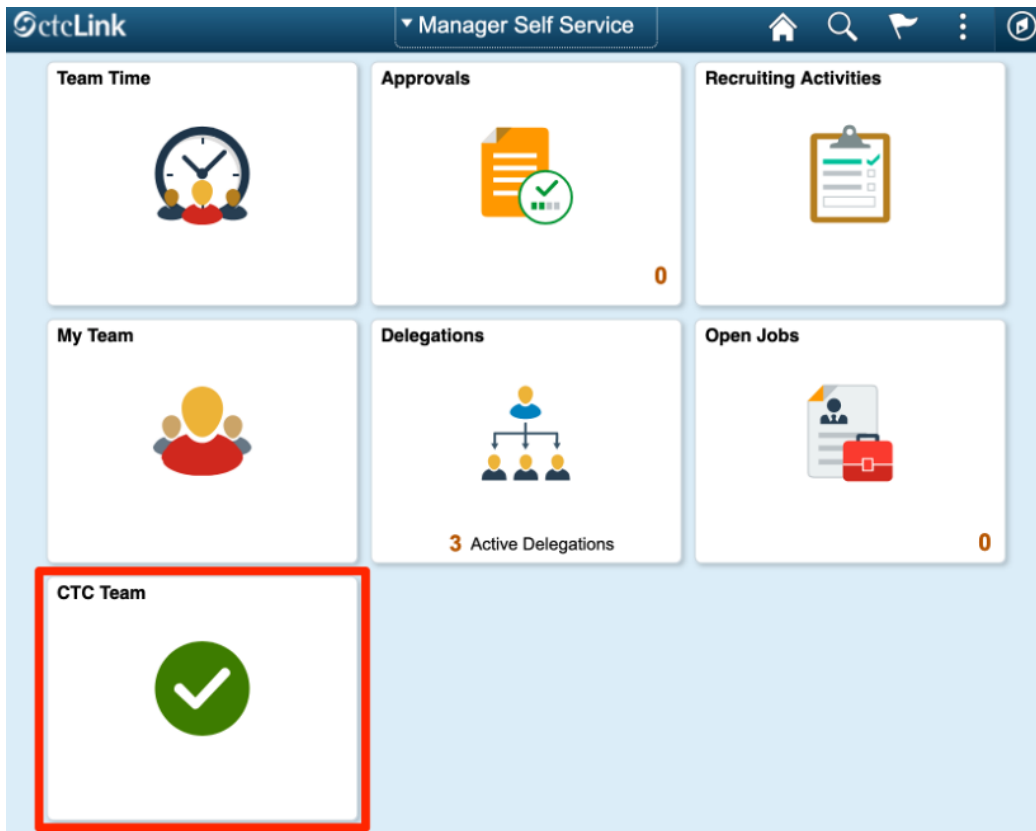 ctcLink
Manager Self Service
Team Time
Approvals
Recruiting Activities
0
My Team
Delegations
Open Jobs
3 Active Delegations
0
CTC Team